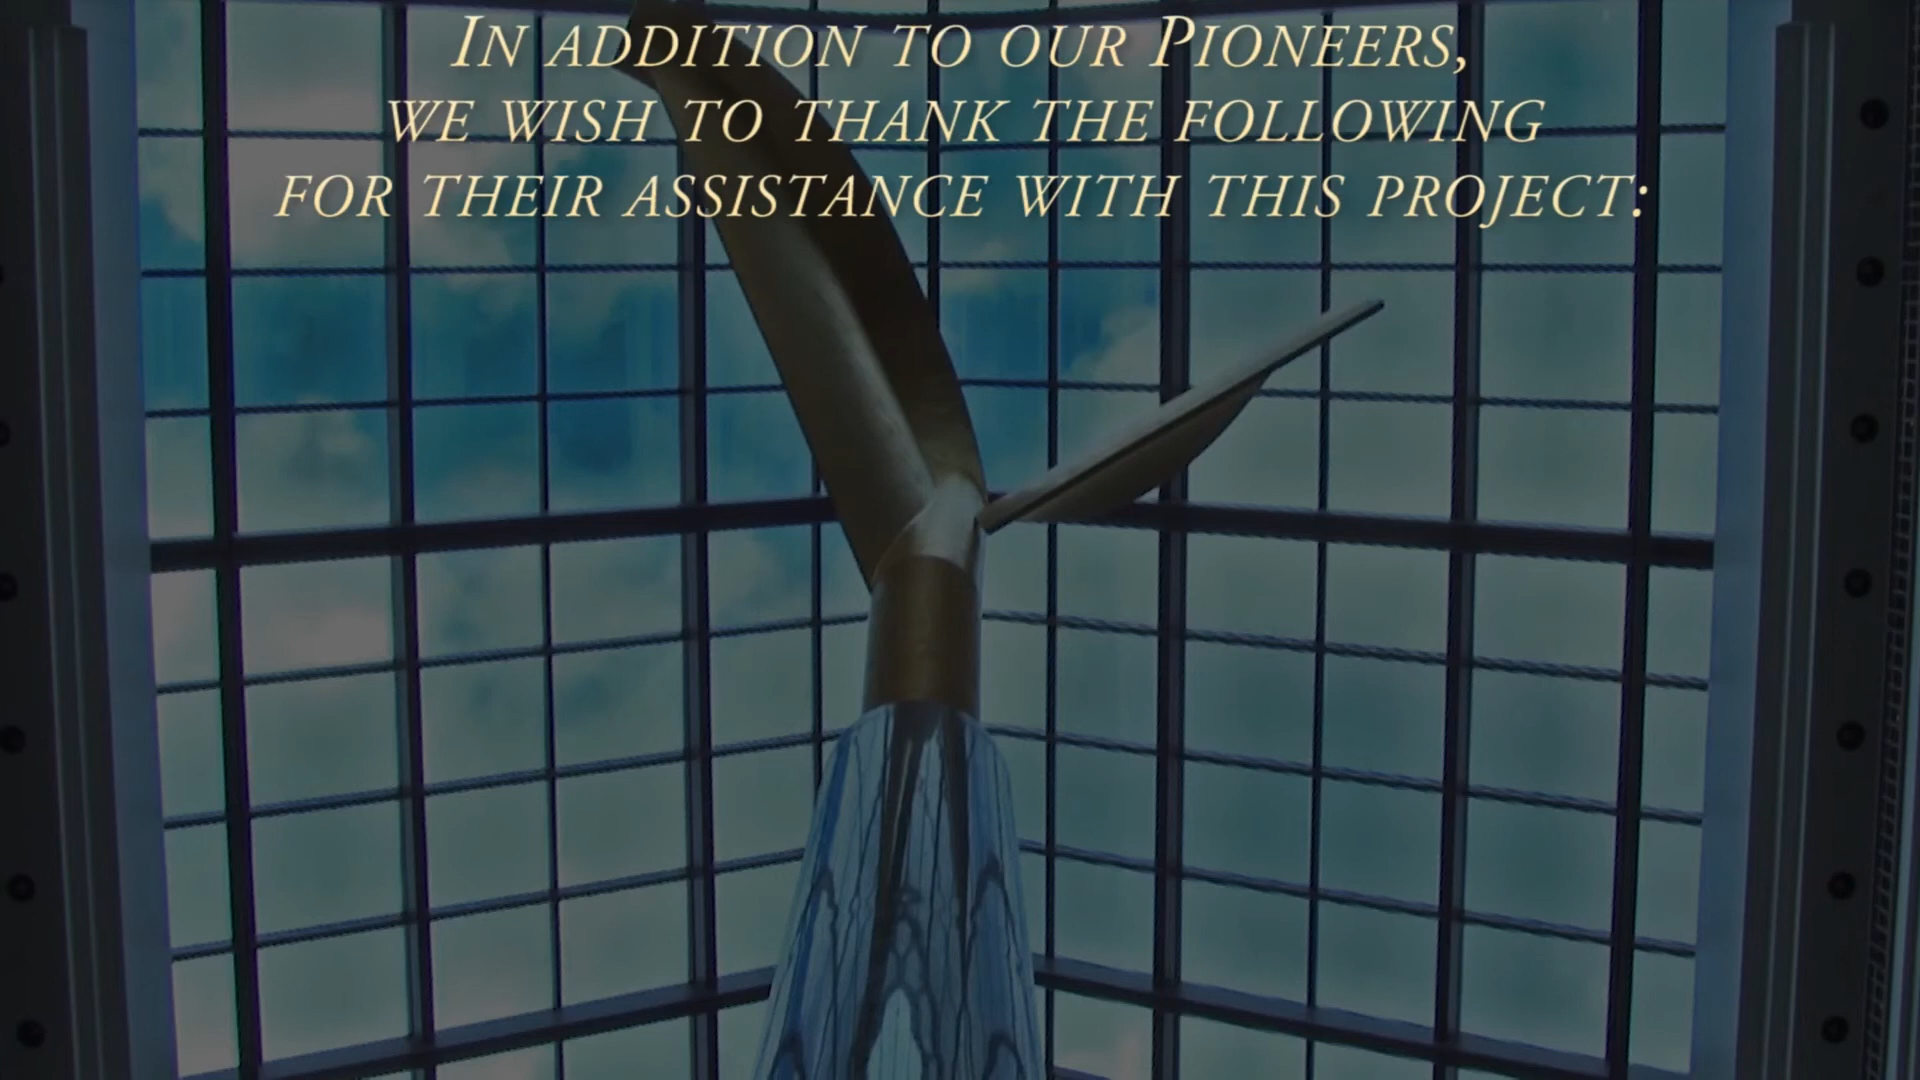 In addition to our Pioneers,
we wish to thank the following
for their assistance with this project: